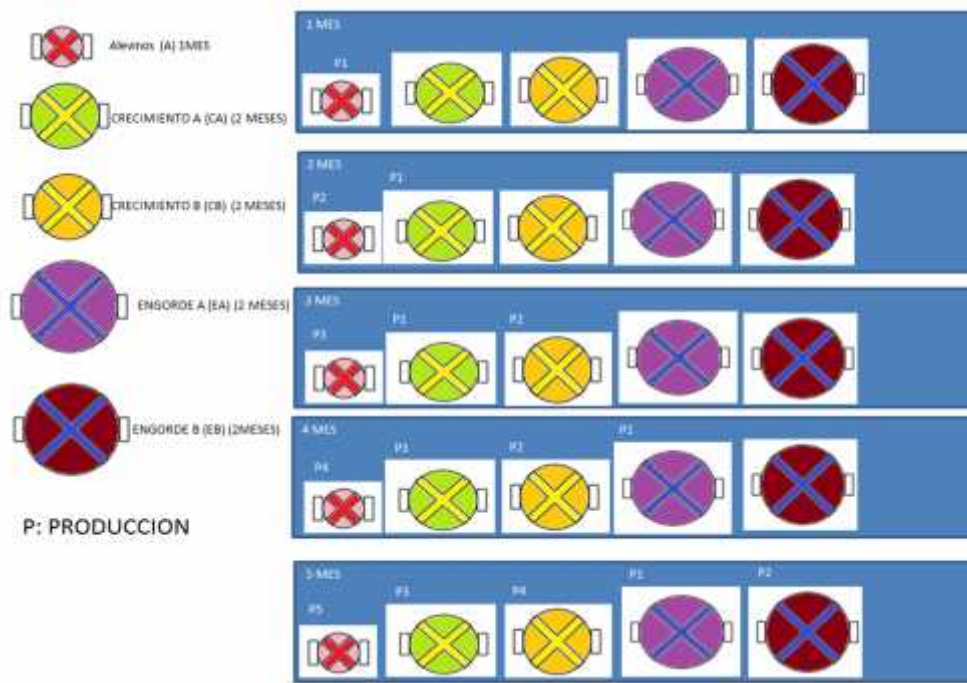 Alevinos (A) 1MES
CRECIMIENTO A (CA) (2 MESES)
CRECIMIENTO B (CB) (2 MESES)
ENGORDE A (EA) (2 MESES)
ENGORDE B (EB) (2MESES)
P: PRODUCCION
1 MES
P1
2 MES
P2
P1
3 MES
P3
P1
P2
4 MES
P4
P3
P2
P1
5 MES
P5
P3
P4
P1
P2